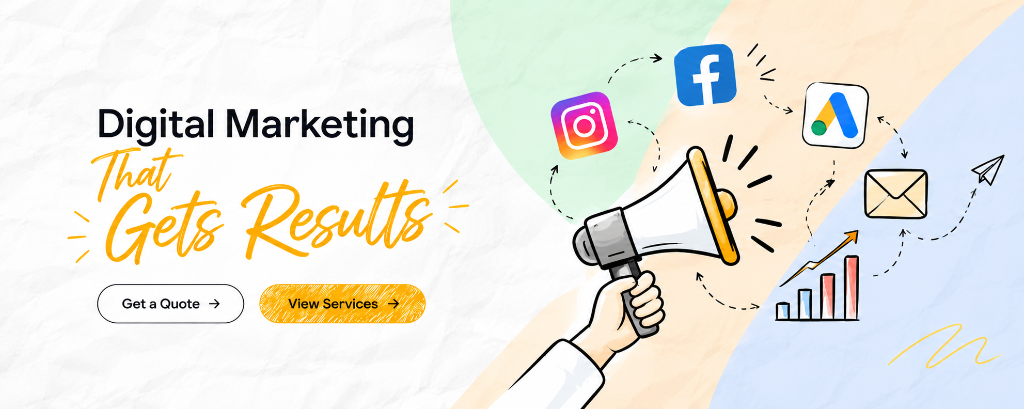 Digital Marketing
That
Gets Results
Get a Quote →
View Services →